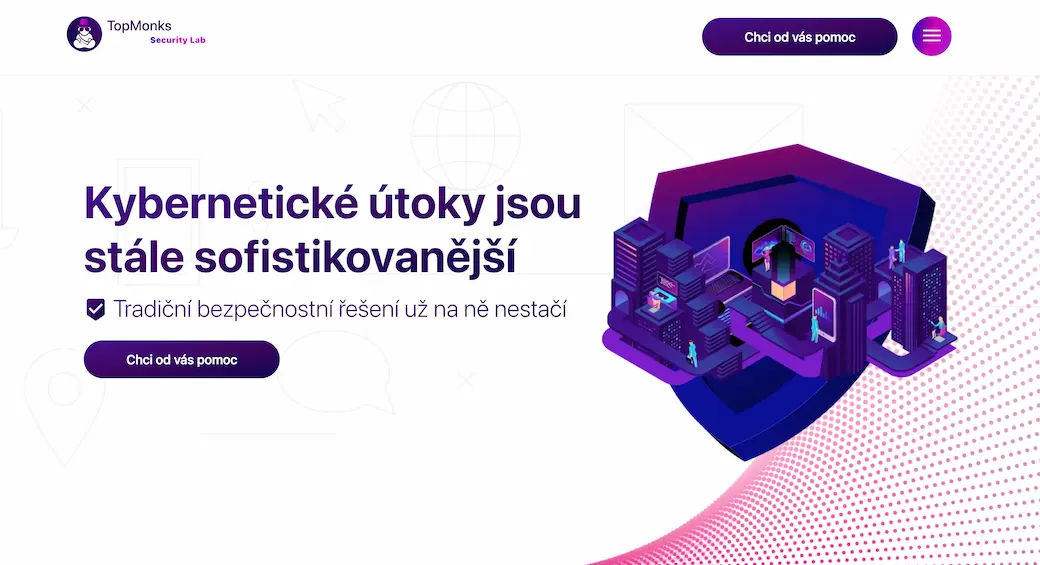 TopMonks
Security Lab
Chci od vás pomoc
Kybernetické útoky jsou
stále sofistikovanější
Tradiční bezpečnostní řešení už na ně nestačí
Chci od vás pomoc